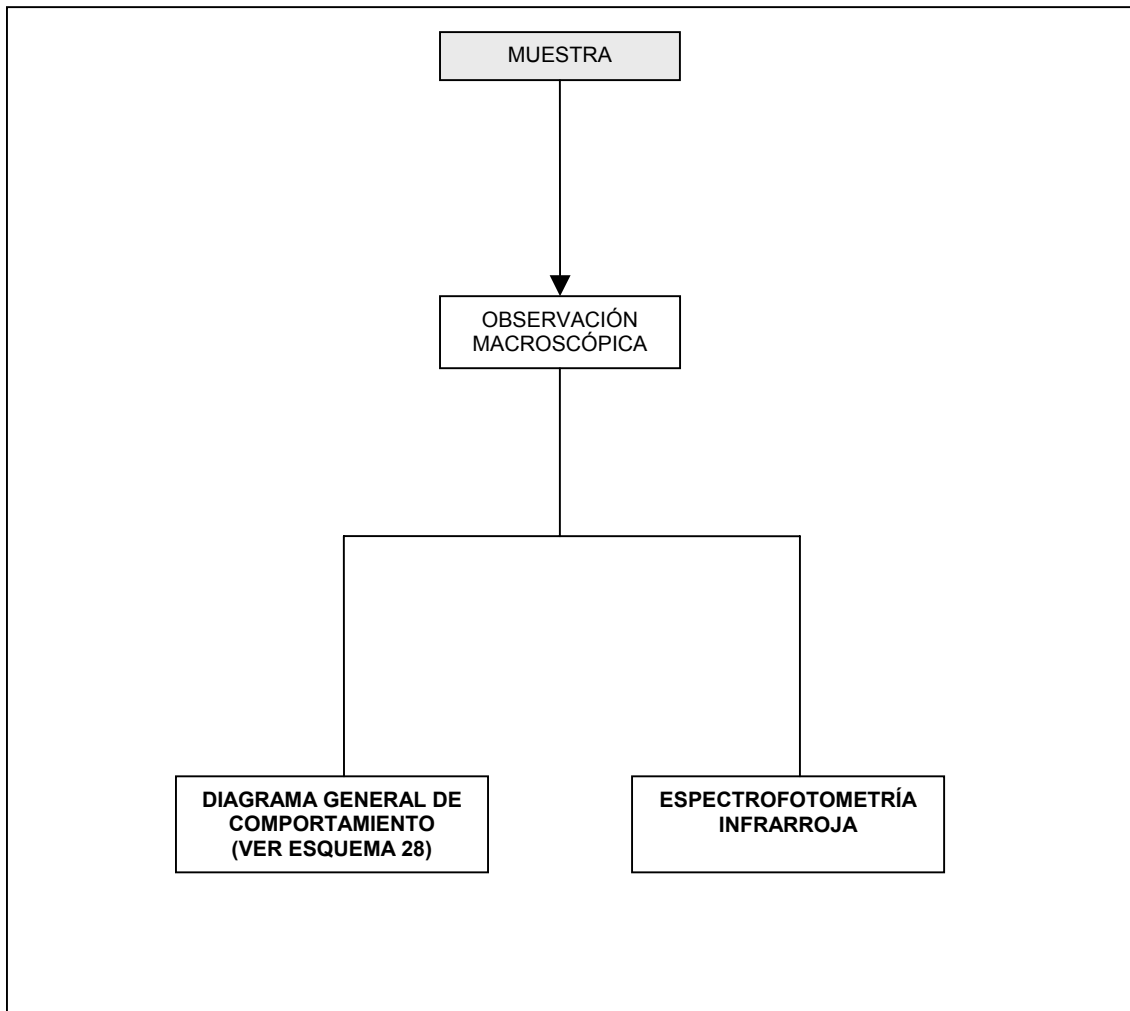 MUESTRA
OBSERVACIÓN
MACROSCÓPICA
DIAGRAMA GENERAL DE
COMPORTAMIENTO
(VER ESQUEMA 28)
ESPECTROFOTOMETRÍA
INFRARROJA